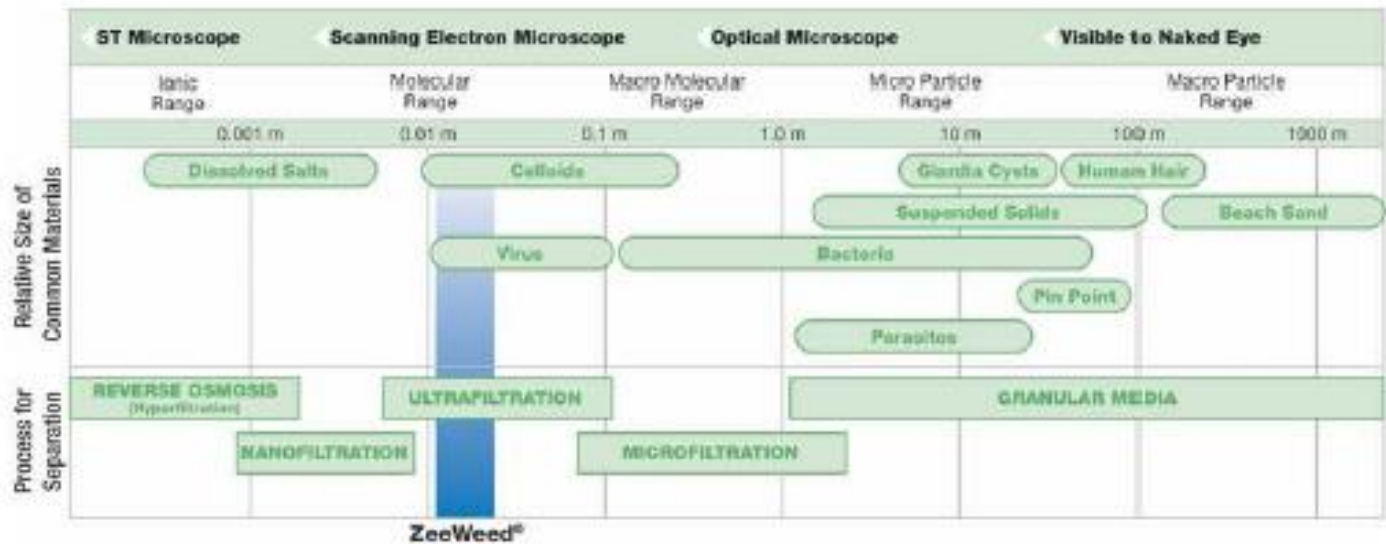 ST Microscope
Scanning Electron Microscope
Optical Microscope
Visible to Naked Eye
Ionic
Range
Molecular
Range
Macro Molecular
Range
Micro Particle
Range
Macro Particle
Range
0.001 m
0.01 m
0.1 m
1.0 m
10 m
100 m
1000 m
Relative Size of
Common Materials
Dissolved Salts
Colloids
Giardia Cysts
Human Hair
Suspended Solids
Beach Sand
Virus
Bacteria
Pin Point
Parasites
Process for
Separation
REVERSE OSMOSIS
(Hyperfiltration)
ULTRAFILTRATION
GRANULAR MEDIA
NANOFILTRATION
MICROFILTRATION
ZeeWeed®